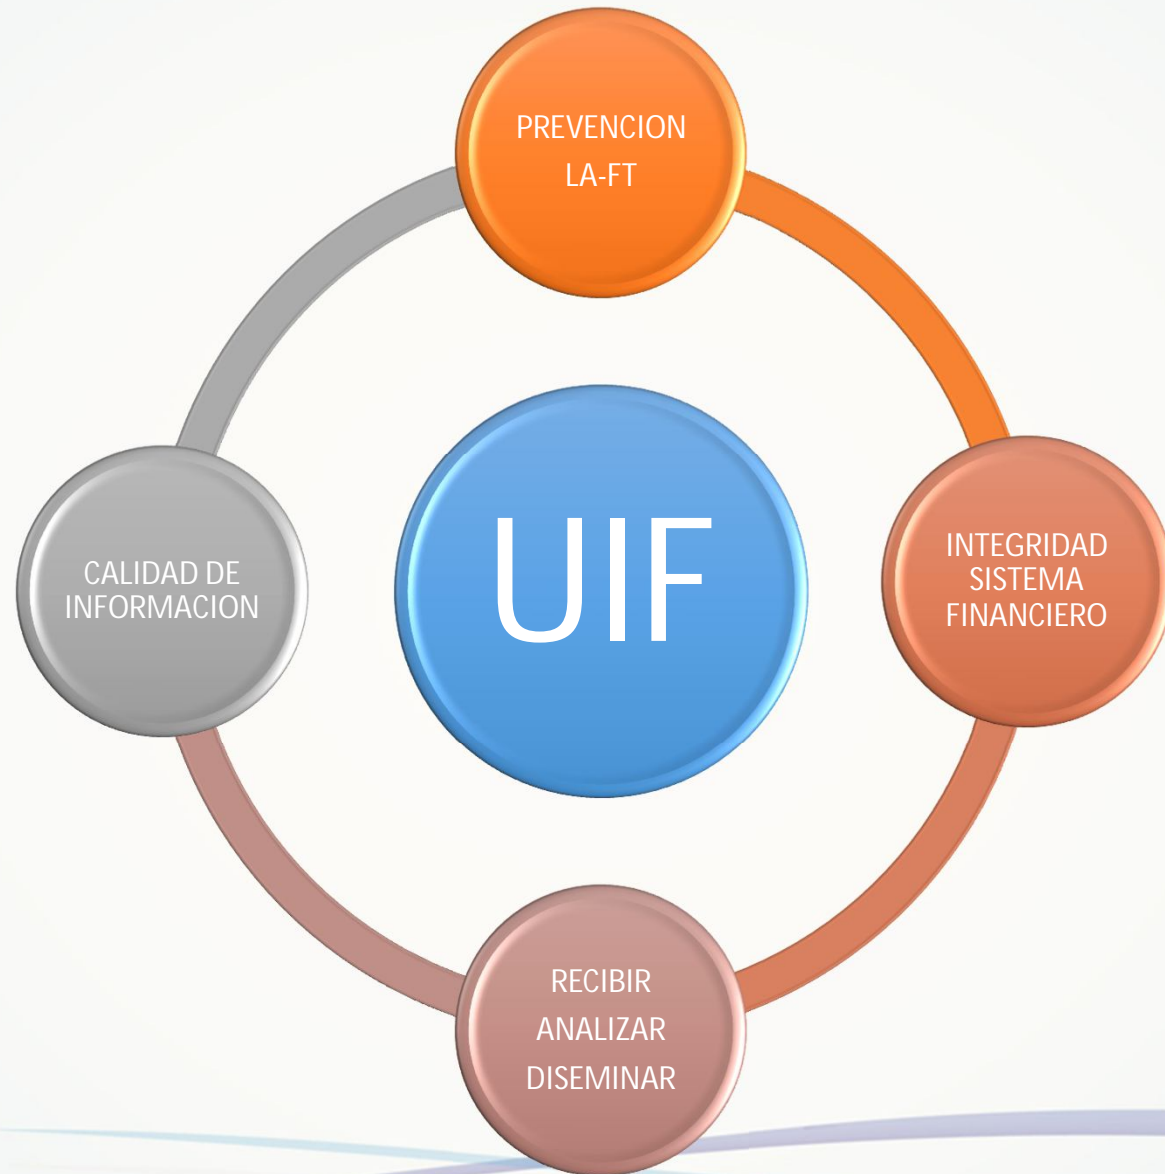 PREVENCION
LA-FT
INTEGRIDAD
SISTEMA
FINANCIERO
RECIBIR
ANALIZAR
DISEMINAR
CALIDAD DE
INFORMACION
UIF